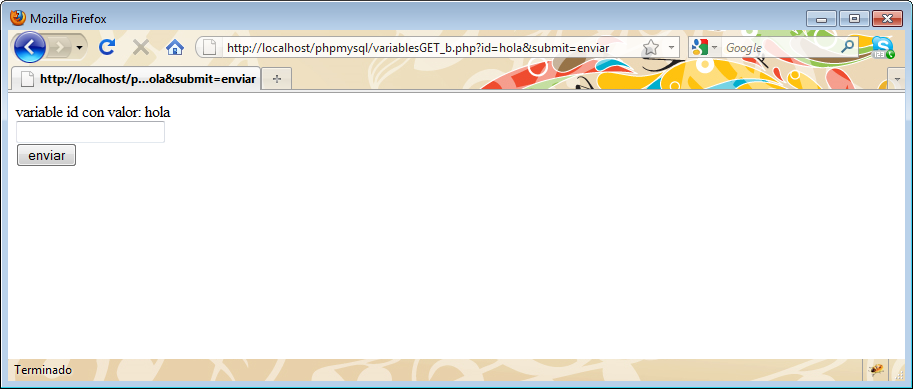 Mozilla Firefox
http://localhost/phpmysql/variablesGET_b.php?id=hola&submit=enviar
Google
http://localhost/p...ola&submit=enviar
variable id con valor: hola
enviar
Terminado